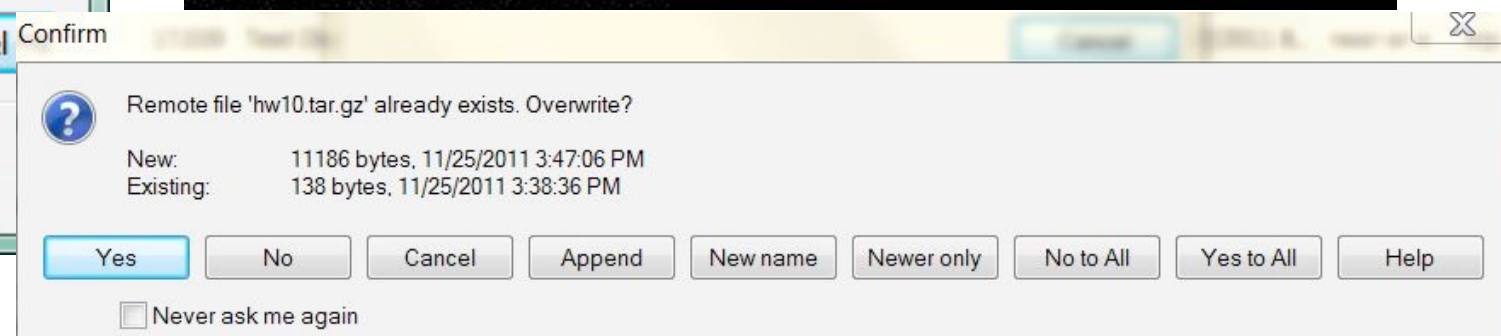 Confirm
Remote file 'hw10.tar.gz' already exists. Overwrite?
New: 11186 bytes, 11/25/2011 3:47:06 PM
Existing: 138 bytes, 11/25/2011 3:38:36 PM
Yes No Cancel Append New name Newer only No to All Yes to All Help
Never ask me again